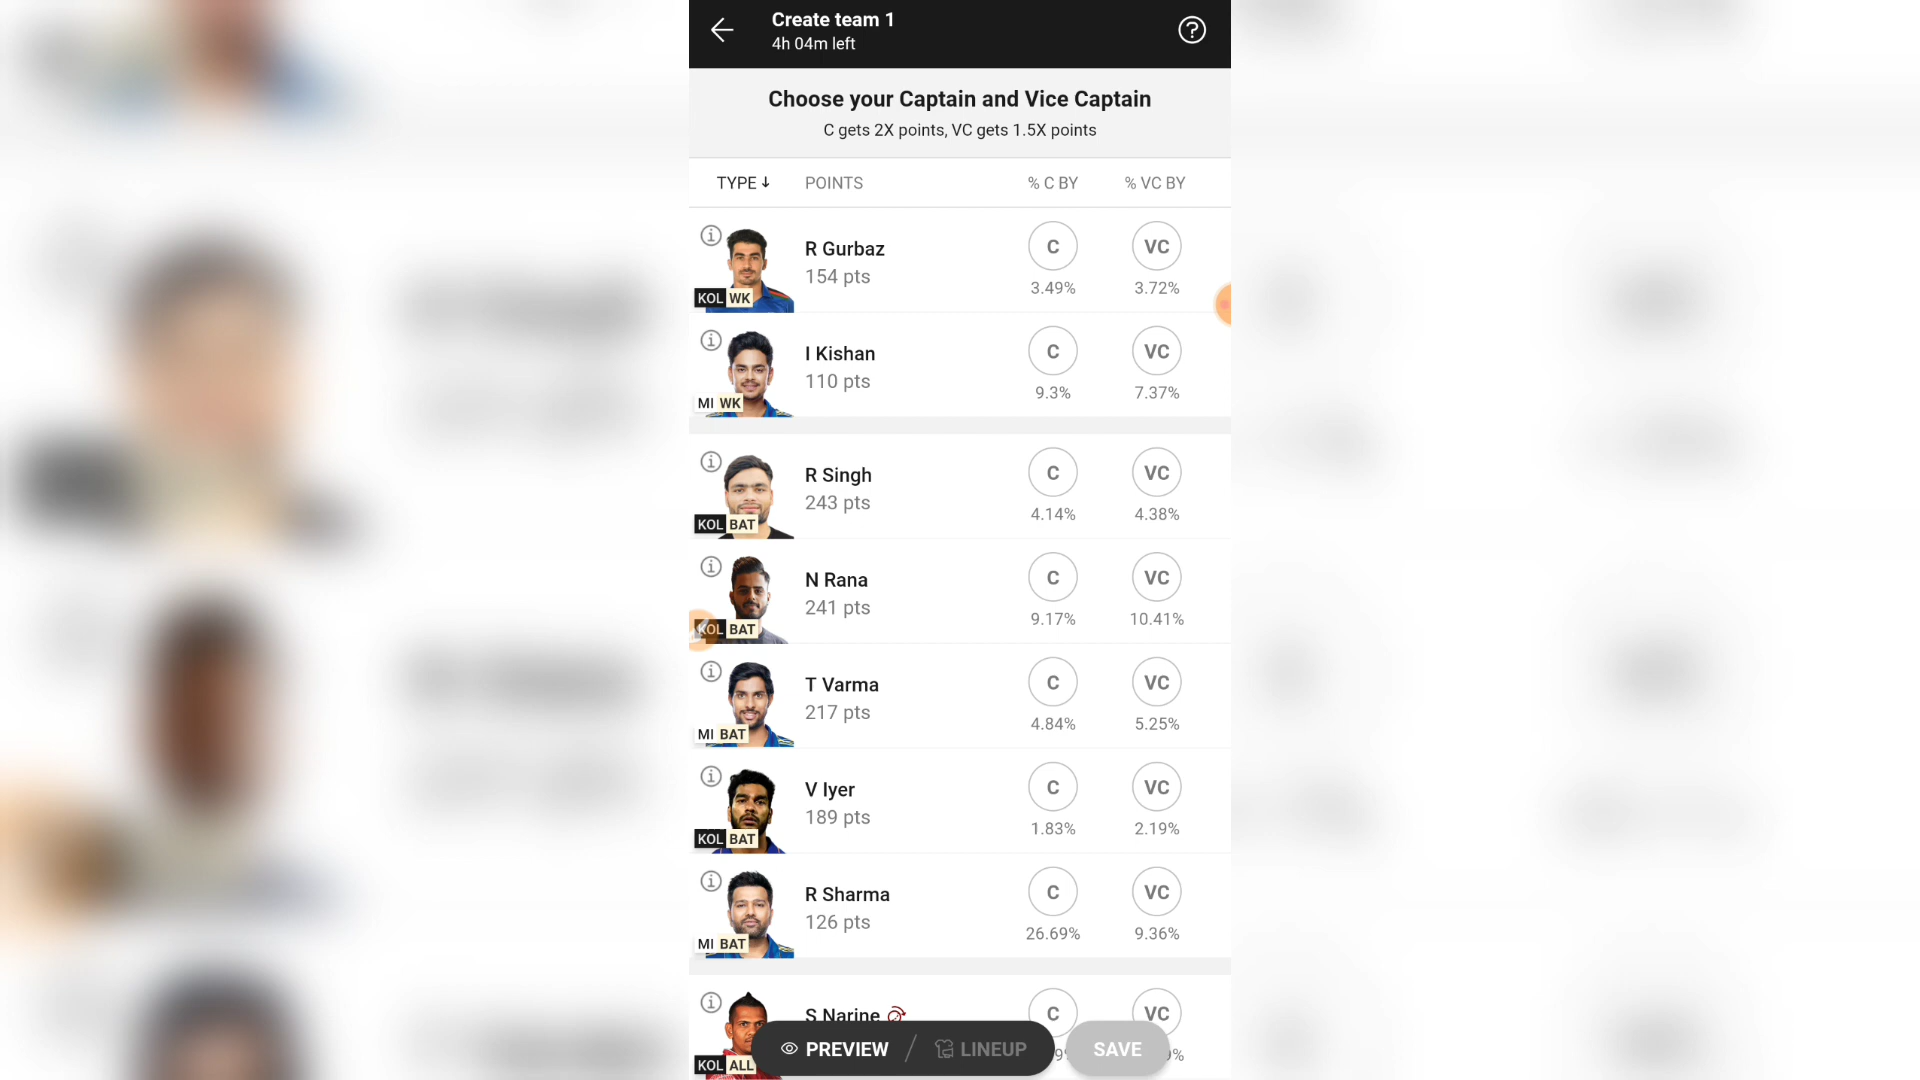 Create team 1
4h 04m left
Choose your Captain and Vice Captain
C gets 2X points, VC gets 1.5X points
TYPE↓ POINTS % C BY % VC BY
R Gurbaz C VC
154 pts
KOL WK 3.49% 3.72%
I Kishan C VC
110 pts
MI WK 9.3% 7.37%
R Singh C VC
243 pts
KOL BAT 4.14% 4.38%
N Rana C VC
241 pts
KOL BAT 9.17% 10.41%
T Varma C VC
217 pts
MI BAT 4.84% 5.25%
V Iyer C VC
189 pts
KOL BAT 1.83% 2.19%
R Sharma C VC
126 pts
MI BAT 26.69% 9.36%
S Narine C VC
PREVIEW / LINEUP SAVE
KOL ALL